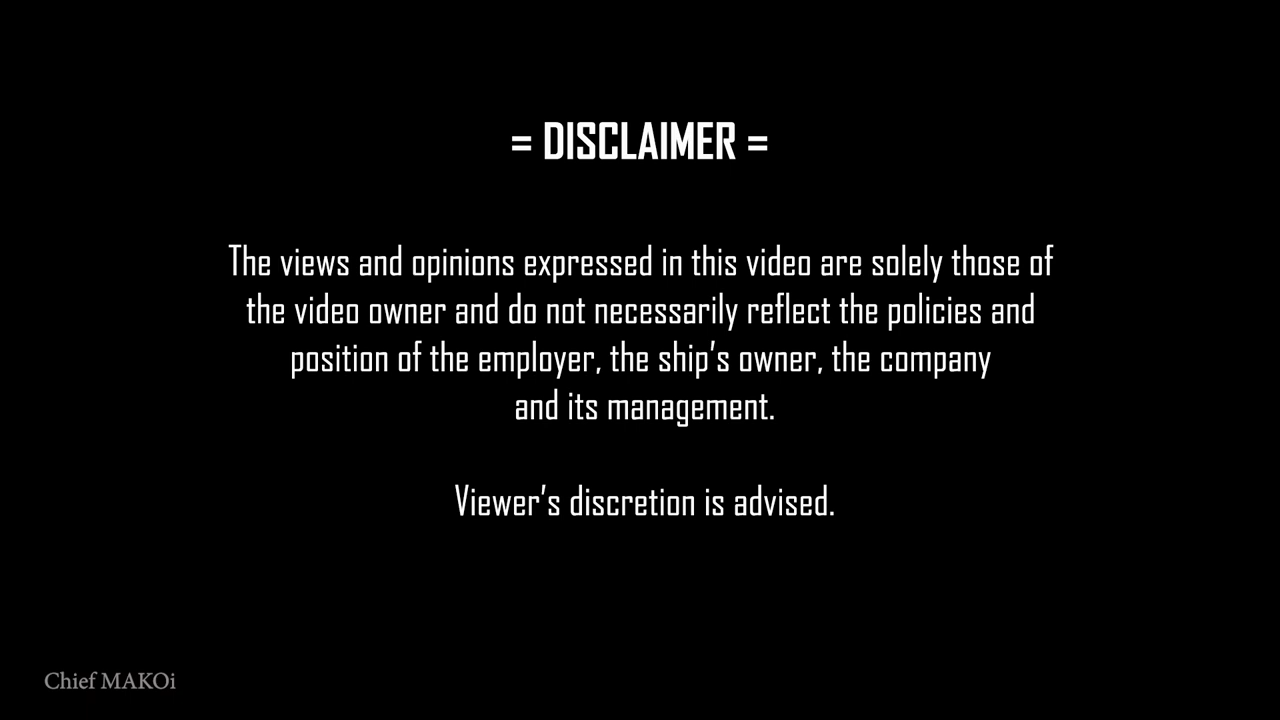 = DISCLAIMER =
The views and opinions expressed in this video are solely those of
the video owner and do not necessarily reflect the policies and
position of the employer, the ship’s owner, the company
and its management.
Viewer’s discretion is advised.
Chief MAKOi